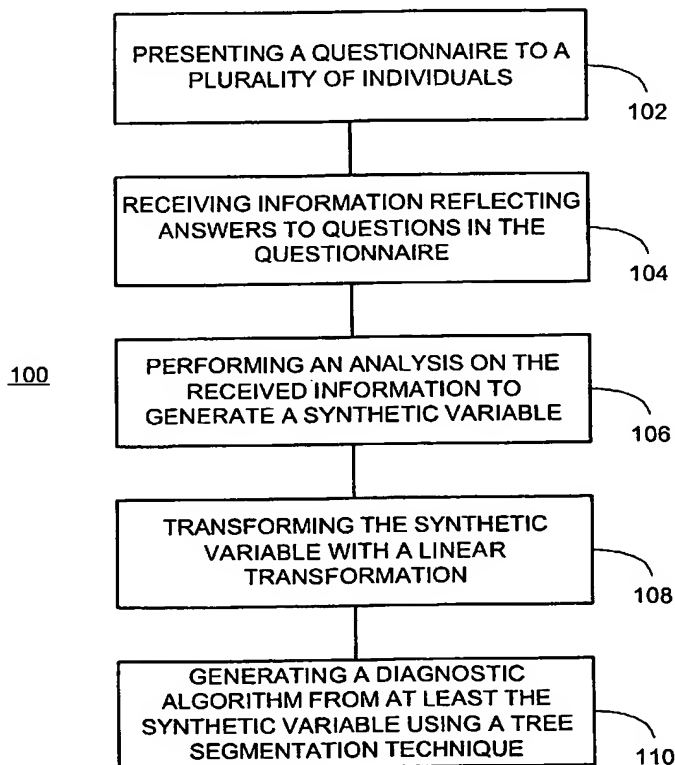 PRESENTING A QUESTIONNAIRE TO A
PLURALITY OF INDIVIDUALS
102
RECEIVING INFORMATION REFLECTING
ANSWERS TO QUESTIONS IN THE
QUESTIONNAIRE
104
100
PERFORMING AN ANALYSIS ON THE
RECEIVED INFORMATION TO
GENERATE A SYNTHETIC VARIABLE
106
TRANSFORMING THE SYNTHETIC
VARIABLE WITH A LINEAR
TRANSFORMATION
108
GENERATING A DIAGNOSTIC
ALGORITHM FROM AT LEAST THE
SYNTHETIC VARIABLE USING A TREE
SEGMENTATION TECHNIQUE
110